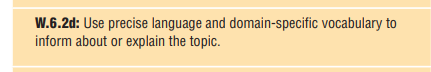 W.6.2d: Use precise language and domain-specific vocabulary to
inform about or explain the topic.